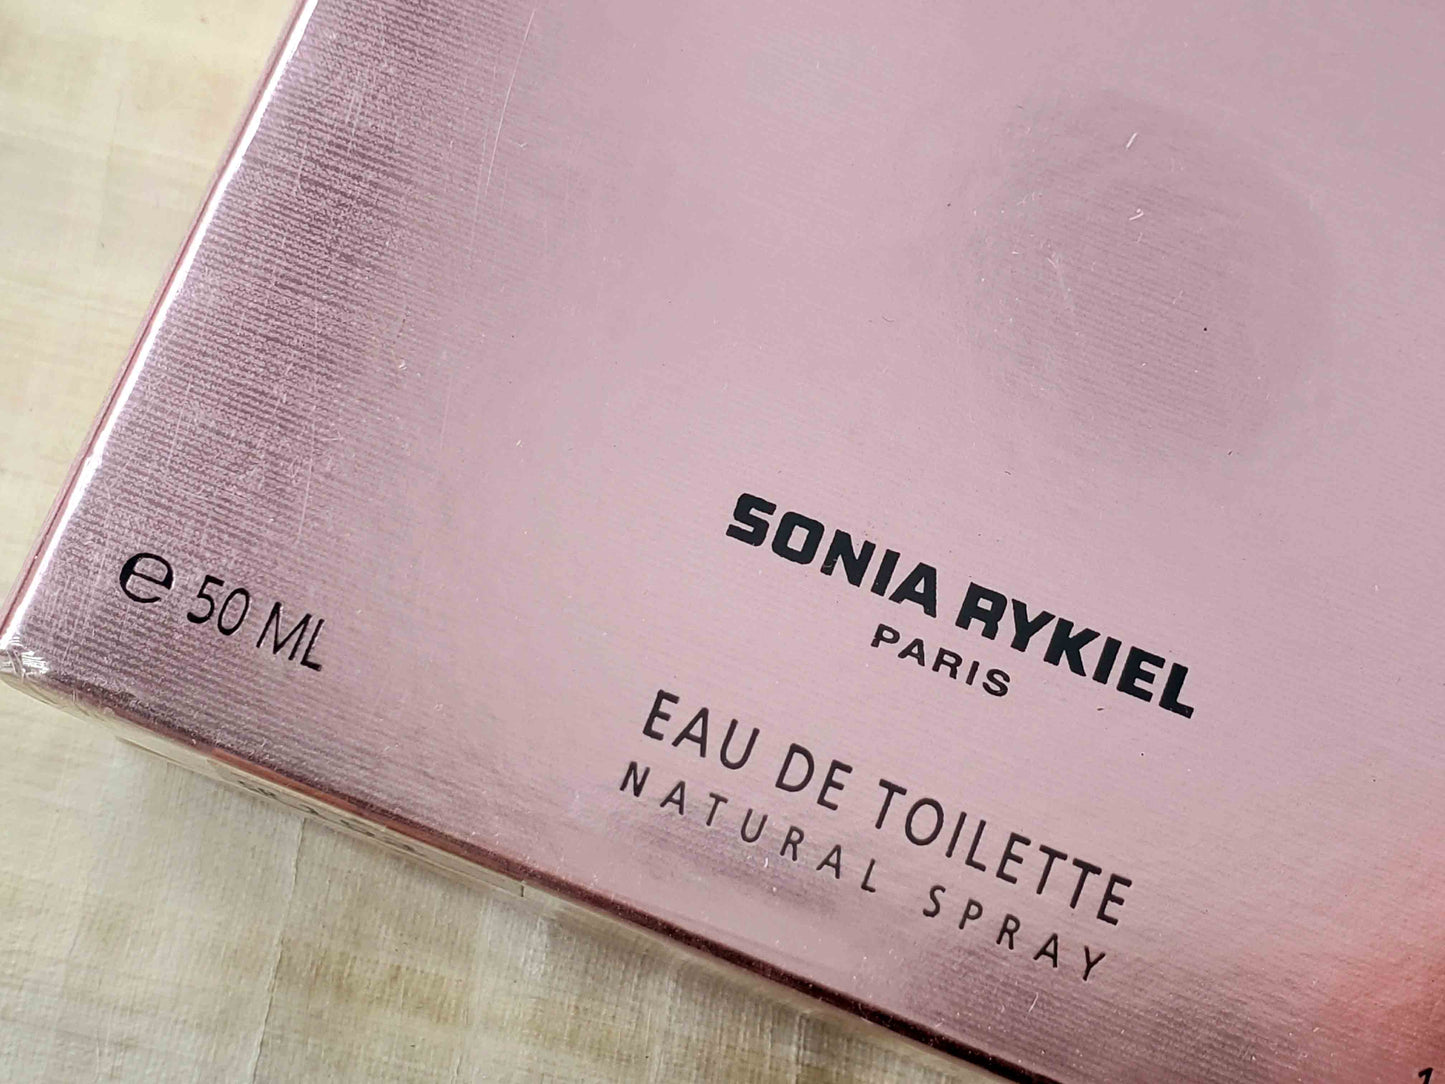 SONIA RYKIEL
PARIS
EAU DE TOILETTE
NATURAL SPRAY
e 50 ML